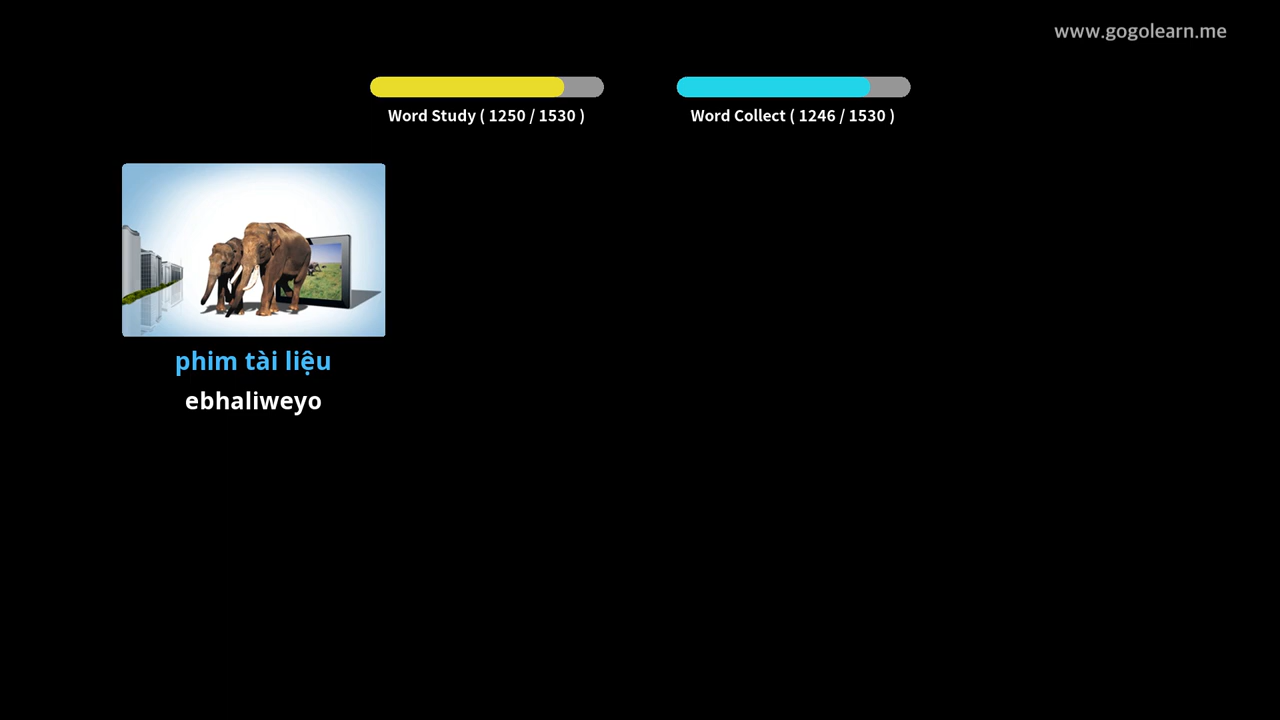 www.gogolearn.me
Word Study ( 1250 / 1530 )
Word Collect ( 1246 / 1530 )
phim tài liệu
ebhaliweyo